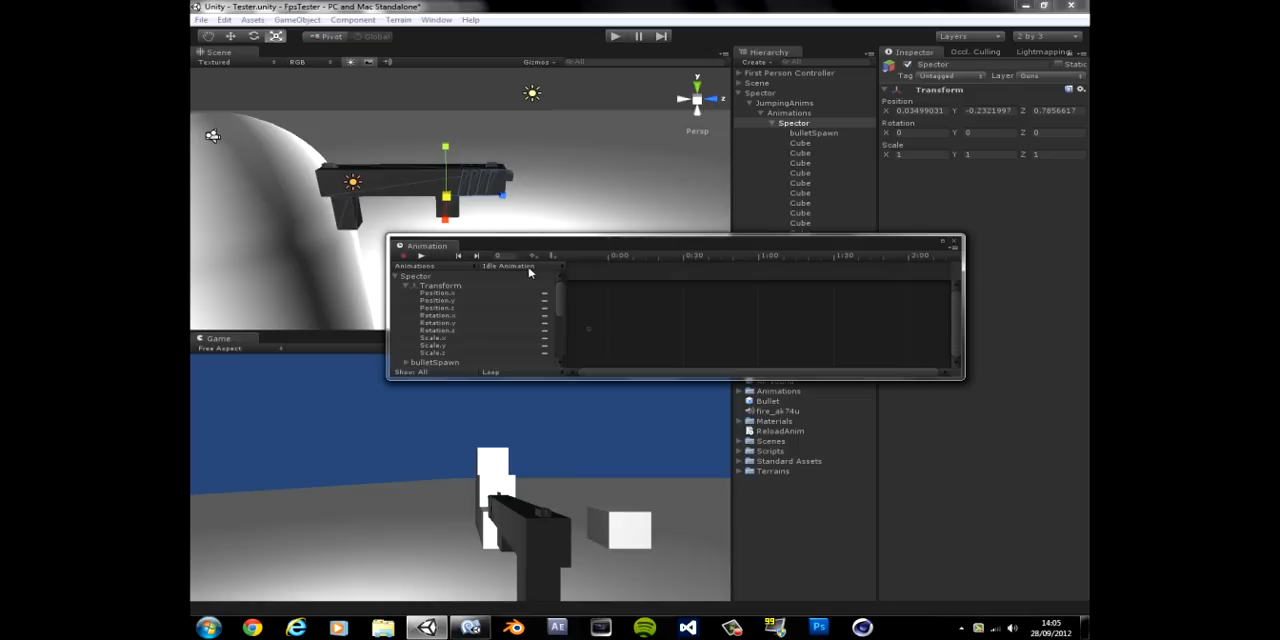 Unity - Tester.unity - FpsTester - PC and Mac Standalone*
File Edit Assets GameObject Component Terrain Window Help
Pivot Global Layers 2 by 3
Scene
Textured RGB Gizmos All
y
z
Persp
Hierarchy
Create All
First Person Controller
Scene
Spector
JumpingAnims
Animations
Spector
bulletSpawn
Cube
Cube
Cube
Cube
Cube
Cube
Cube
Cube
Cube
Inspector Occl. Culling Lightmapping
Spector Static
Tag Untagged Layer Guns
Transform
Position
X 0.03499031 Y -0.2321997 Z 0.7856617
Rotation
X 0 Y 0 Z 0
Scale
X 1 Y 1 Z 1
Animation
0 0:00 0:30 1:00 1:30 2:00
Animations Idle Animation
Spector
Transform
Position.x
Position.y
Position.z
Rotation.x
Rotation.y
Rotation.z
Scale.x
Scale.y
Scale.z
bulletSpawn
Show: All Loop
Game
Free Aspect
Animations
Bullet
fire_ak74u
Materials
ReloadAnim
Scenes
Scripts
Standard Assets
Terrains
AE
99
Ps
14:05
28/09/2012